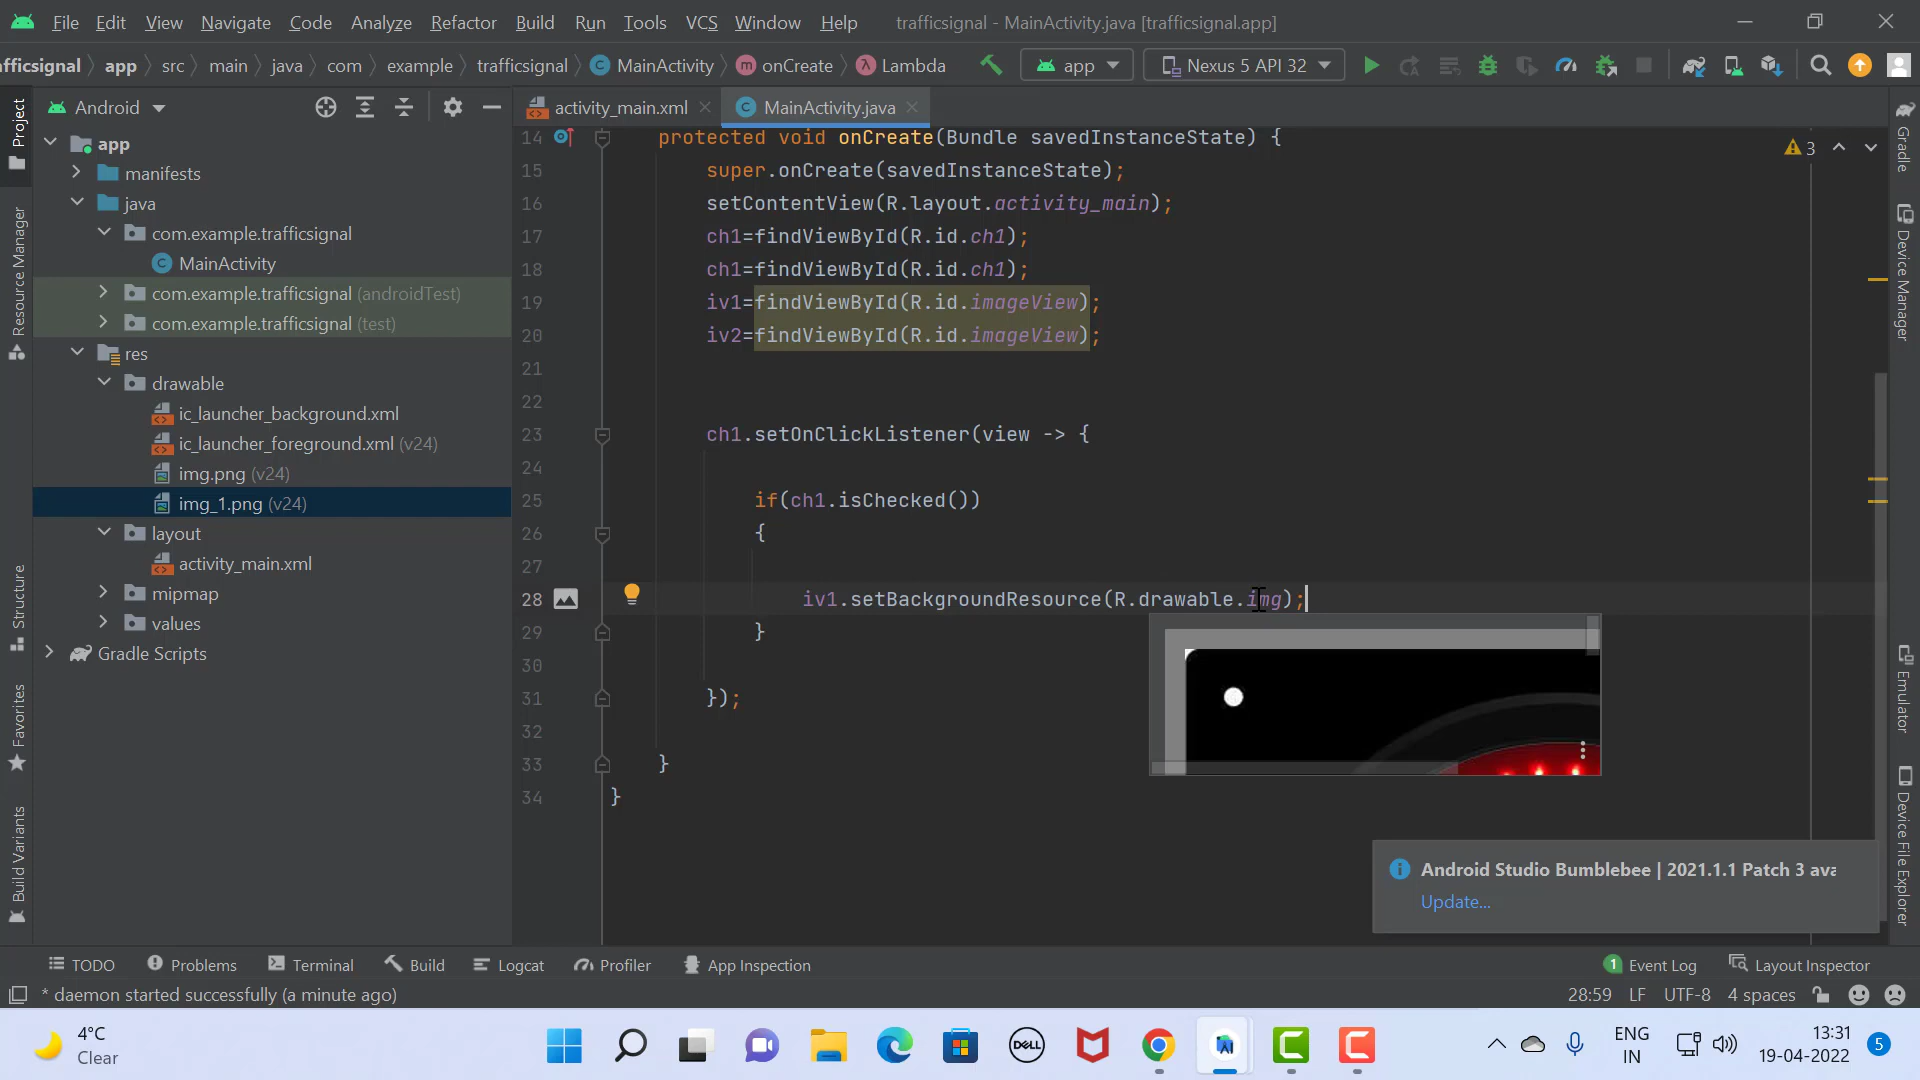 File Edit View Navigate Code Analyze Refactor Build Run Tools VCS Window Help trafficsignal - MainActivity.java [trafficsignal.app]
afficsignal app src main java com example trafficsignal MainActivity onCreate Lambda app Nexus 5 API 32
Android
activity_main.xml MainActivity.java
Project
Resource Manager
Structure
Favorites
Build Variants
app
manifests
java
com.example.trafficsignal
MainActivity
com.example.trafficsignal (androidTest)
com.example.trafficsignal (test)
res
drawable
ic_launcher_background.xml
ic_launcher_foreground.xml (v24)
img.png (v24)
img_1.png (v24)
layout
activity_main.xml
mipmap
values
Gradle Scripts
14 protected void onCreate(Bundle savedInstanceState) {
15 super.onCreate(savedInstanceState);
16 setContentView(R.layout.activity_main);
17 ch1=findViewById(R.id.ch1);
18 ch1=findViewById(R.id.ch1);
19 iv1=findViewById(R.id.imageView);
20 iv2=findViewById(R.id.imageView);
21
22
23 ch1.setOnClickListener(view -> {
24
25 if(ch1.isChecked())
26 {
27
28 iv1.setBackgroundResource(R.drawable.img);
29 }
30
31 });
32
33 }
34 }
3
Gradle
Device Manager
Emulator
Device File Explorer
Android Studio Bumblebee | 2021.1.1 Patch 3 ava
Update...
TODO Problems Terminal Build Logcat Profiler App Inspection 1 Event Log Layout Inspector
* daemon started successfully (a minute ago) 28:59 LF UTF-8 4 spaces
4°C
Clear
DELL
ENG
IN
13:31
19-04-2022
5